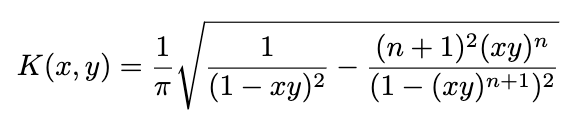 K(x, y) = \frac{1}{\pi} \sqrt{\frac{1}{(1 - xy)^2} - \frac{(n + 1)^2 (xy)^n}{(1 - (xy)^{n+1})^2}}